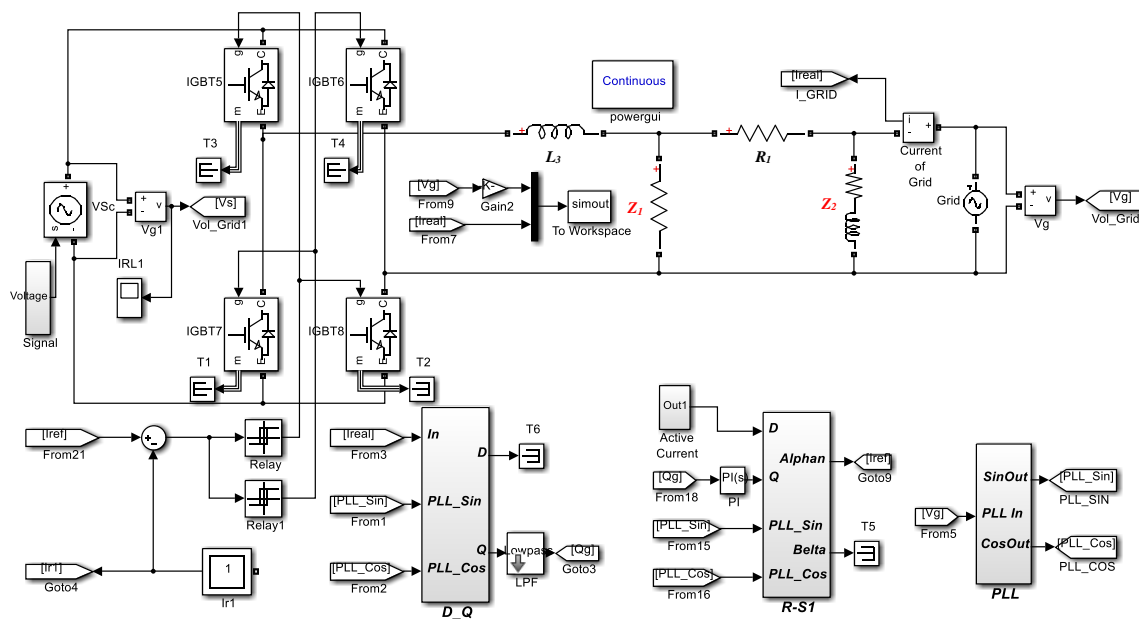 g
C
IGBT5
m
E
T3
g
C
IGBT6
m
E
T4
Continuous
powergui
[Ireal]
I_GRID
+
L3
+
R1
i
+
-
Current
of
Grid
+
VSc
s
-
+
-
v
Vg1
[Vs]
Vol_Grid1
[Vg]
From9
K-
Gain2
[Ireal]
From7
simout
To Workspace
+
Z1
+
Z2
Grid
+
-
v
Vg
[Vg]
Vol_Grid
IRL1
Voltage
Signal
g
C
IGBT7
m
E
T1
g
C
IGBT8
m
E
T2
[Iref]
From21
+
-
Relay
Relay1
[Ir1]
Goto4
1
Ir1
[Ireal]
From3
[PLL_Sin]
From1
[PLL_Cos]
From2
In
D
PLL_Sin
Q
PLL_Cos
D_Q
T6
Lowpass
LPF
[Qg]
Goto3
Out1
Active
Current
[Qg]
From18
PI(s)
PI
[PLL_Sin]
From15
[PLL_Cos]
From16
D
Alphan
Q
PLL_Sin
Belta
PLL_Cos
R-S1
[Iref]
Goto9
T5
[Vg]
From5
SinOut
PLL In
CosOut
PLL
[PLL_Sin]
PLL_SIN
[PLL_Cos]
PLL_COS